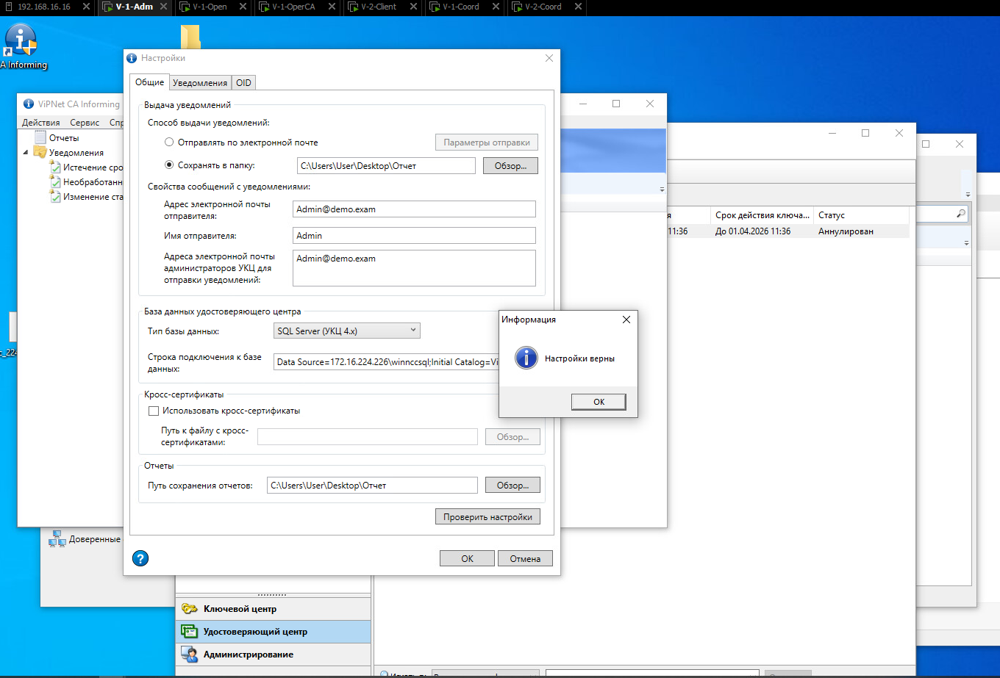 192.168.16.16
V-1-Adm
V-1-Open
V-1-OperCA
V-2-Client
V-1-Coord
V-2-Coord
A Informing
Настройки
Общие
Уведомления
OID
ViPNet CA Informing
Действия Сервис Спр
Отчеты
Уведомления
Истечение сро
Необработанн
Изменение ста
Выдача уведомлений
Способ выдачи уведомлений:
Отправлять по электронной почте
Параметры отправки
Сохранять в папку:
C:\Users\User\Desktop\Отчет
Обзор...
Свойства сообщений с уведомлениями:
Адрес электронной почты
отправителя:
Admin@demo.exam
Имя отправителя:
Admin
Адреса электронной почты
администраторов УКЦ для
отправки уведомлений:
Admin@demo.exam
База данных удостоверяющего центра
Тип базы данных:
SQL Server (УКЦ 4.x)
Строка подключения к базе
данных:
Data Source=172.16.224.226\winnccsql;Initial Catalog=Vi
Кросс-сертификаты
Использовать кросс-сертификаты
Путь к файлу с кросс-
сертификатами:
Обзор...
Отчеты
Путь сохранения отчетов:
C:\Users\User\Desktop\Отчет
Обзор...
Проверить настройки
?
OK
Отмена
Информация
Настройки верны
OK
я
Срок действия ключа...
Статус
11:36
До 01.04.2026 11:36
Аннулирован
c_224
Доверенные
Ключевой центр
Удостоверяющий центр
Администрирование